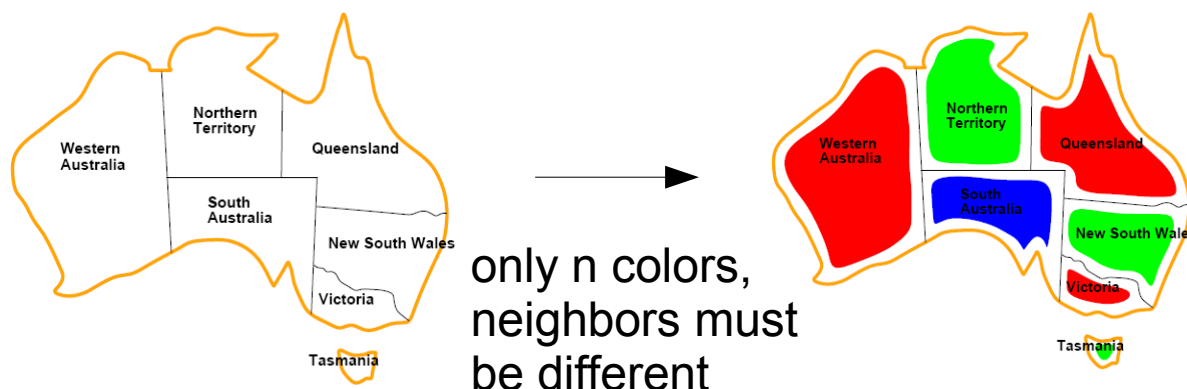 Northern
Territory
Western
Australia
Queensland
South
Australia
New South Wales
Victoria
Tasmania
only n colors,
neighbors must
be different
Northern
Territory
Western
Australia
Queensland
South
Australia
New South Wale
Victoria
Tasmania